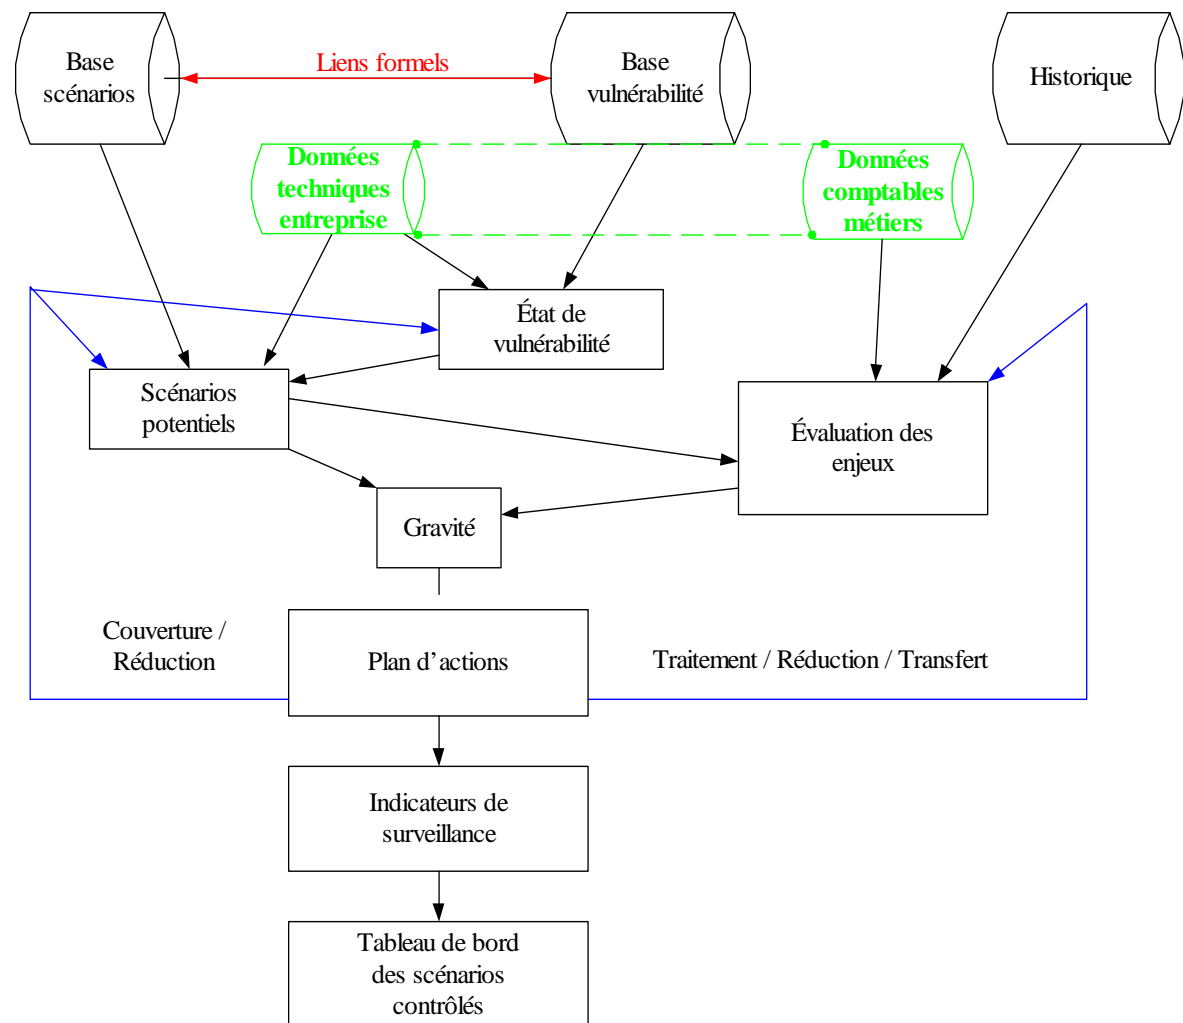 Base
scénarios
Liens formels
Base
vulnérabilité
Historique
Données
techniques
entreprise
Données
comptables
métiers
État de
vulnérabilité
Scénarios
potentiels
Évaluation des
enjeux
Gravité
Couverture /
Réduction
Plan d’actions
Traitement / Réduction / Transfert
Indicateurs de
surveillance
Tableau de bord
des scénarios
contrôlés